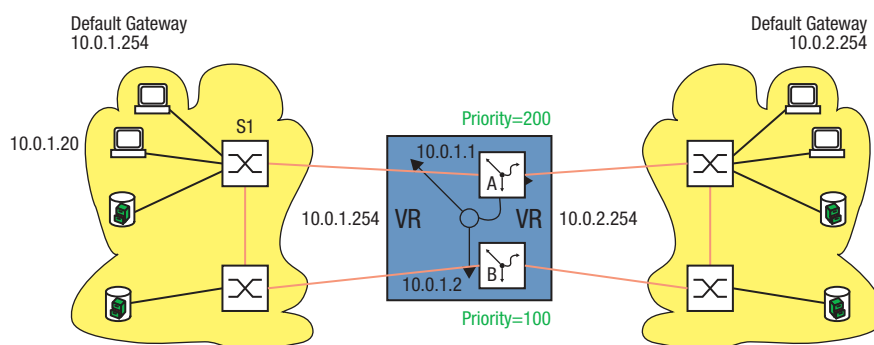 Default Gateway
10.0.1.254
Default Gateway
10.0.2.254
Priority=200
S1
10.0.1.20
10.0.1.1
A
10.0.1.254
VR
VR
10.0.2.254
B
10.0.1.2
Priority=100